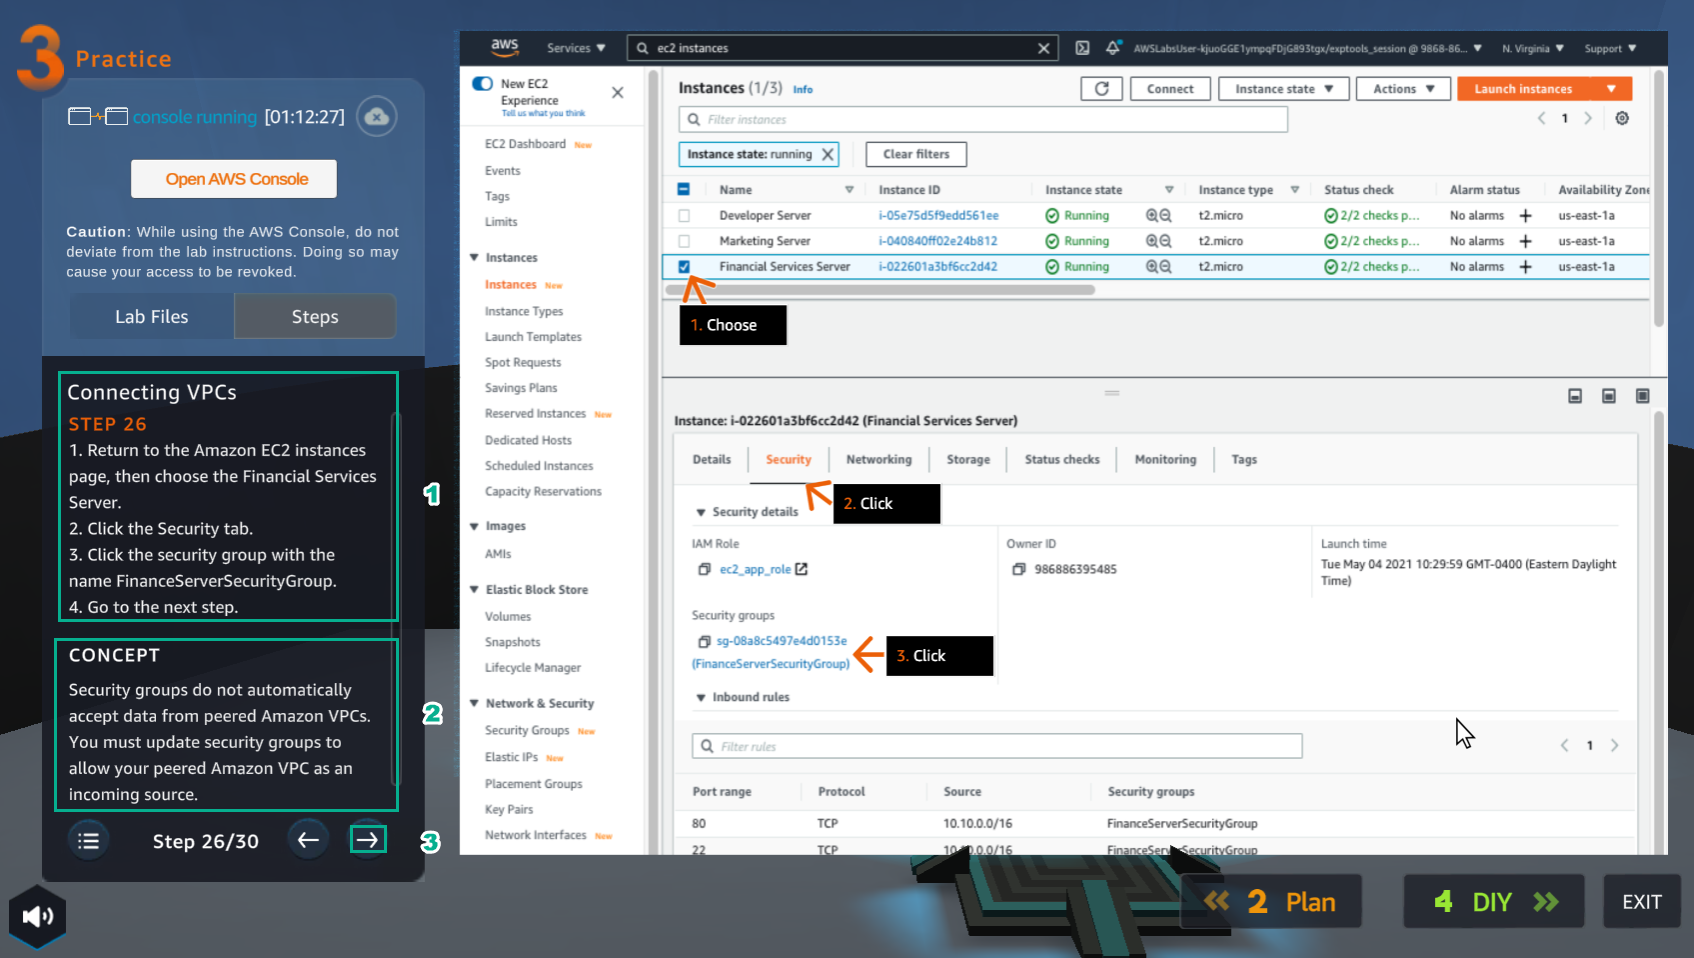 3 Practice
console running [01:12:27]
Open AWS Console
Caution: While using the AWS Console, do not
deviate from the lab instructions. Doing so may
cause your access to be revoked.
Lab Files
Steps
Connecting VPCs
STEP 26
1. Return to the Amazon EC2 instances
page, then choose the Financial Services
Server.
2. Click the Security tab.
3. Click the security group with the
name FinanceServerSecurityGroup.
4. Go to the next step.
1
CONCEPT
Security groups do not automatically
accept data from peered Amazon VPCs.
You must update security groups to
allow your peered Amazon VPC as an
incoming source.
2
Step 26/30
3
aws
Services
ec2 instances
AWSLabsUser-kjuoGGE1ympqFDjG893tgx/exptools_session @ 9868-86...
N. Virginia
Support
New EC2
Experience
Tell us what you think
EC2 Dashboard New
Events
Tags
Limits
Instances
Instances New
Instance Types
Launch Templates
Spot Requests
Savings Plans
Reserved Instances New
Dedicated Hosts
Scheduled Instances
Capacity Reservations
Images
AMIs
Elastic Block Store
Volumes
Snapshots
Lifecycle Manager
Network & Security
Security Groups New
Elastic IPs New
Placement Groups
Key Pairs
Network Interfaces New
Instances (1/3) Info
Connect
Instance state
Actions
Launch instances
Filter instances
1
Instance state: running
Clear filters
Name Instance ID Instance state Instance type Status check Alarm status Availability Zone
Developer Server i-05e75d5f9edd561ee Running t2.micro 2/2 checks p... No alarms us-east-1a
Marketing Server i-040840ff02e24b812 Running t2.micro 2/2 checks p... No alarms us-east-1a
Financial Services Server i-022601a3bf6cc2d42 Running t2.micro 2/2 checks p... No alarms us-east-1a
1. Choose
Instance: i-022601a3bf6cc2d42 (Financial Services Server)
Details Security Networking Storage Status checks Monitoring Tags
2. Click
Security details
IAM Role
ec2_app_role
Owner ID
986886395485
Launch time
Tue May 04 2021 10:29:59 GMT-0400 (Eastern Daylight
Time)
Security groups
sg-08a8c5497e4d0153e
(FinanceServerSecurityGroup)
3. Click
Inbound rules
Filter rules
1
Port range Protocol Source Security groups
80 TCP 10.10.0.0/16 FinanceServerSecurityGroup
22 TCP 10.10.0.0/16 FinanceServerSecurityGroup
2 Plan
4 DIY
EXIT